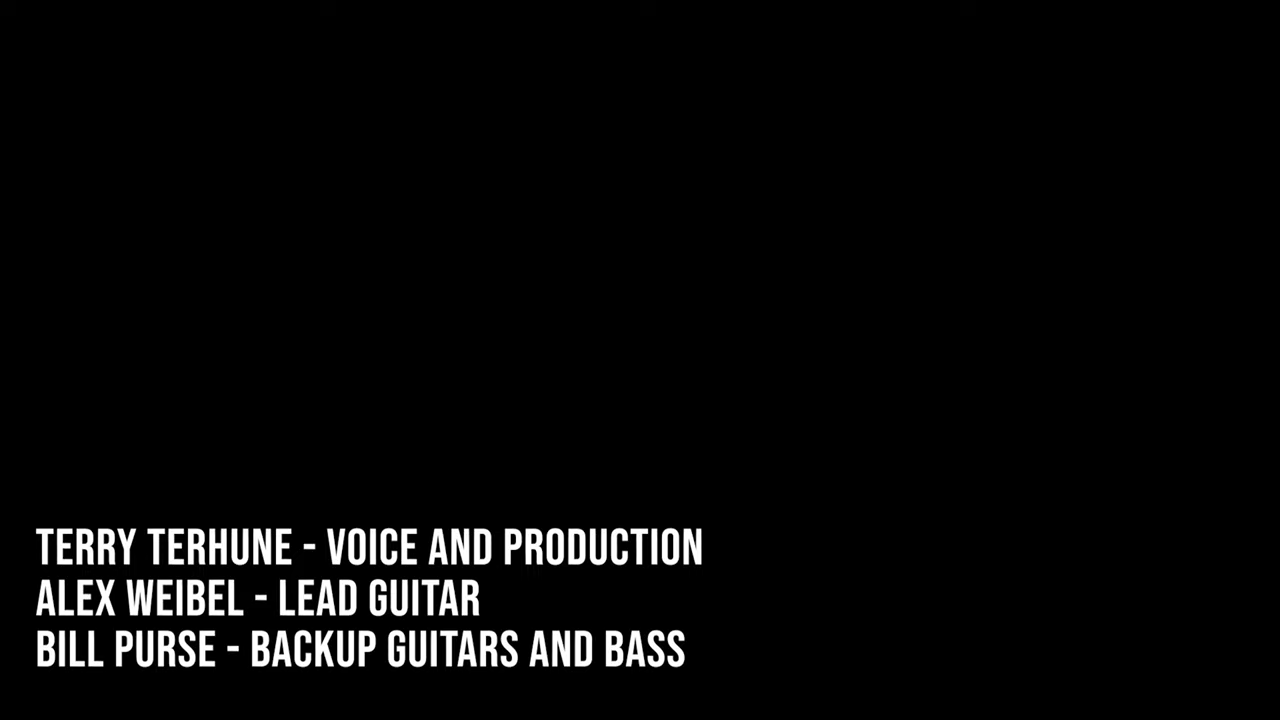 TERRY TERHUNE - VOICE AND PRODUCTION
ALEX WEIBEL - LEAD GUITAR
BILL PURSE - BACKUP GUITARS AND BASS